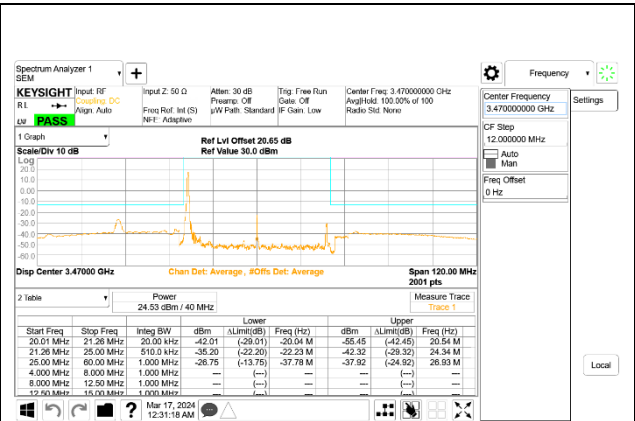 Spectrum Analyzer 1
SEM
Frequency
KEYSIGHT Input: RF Input Z: 50 Ω Atten: 30 dB Trig: Free Run Center Freq: 3.470000000 GHz
RL Coupling: DC Preamp: Off Gate: Off Avg|Hold: 100.00% of 100
Align: Auto Freq Ref: Int (S) µW Path: Standard IF Gain: Low Radio Std: None
PASS NFE: Adaptive
Center Frequency
3.470000000 GHz
Settings
CF Step
12.000000 MHz
Auto
Man
Freq Offset
0 Hz
Local
1 Graph
Ref Lvl Offset 20.65 dB
Scale/Div 10 dB Ref Value 30.0 dBm
Log
20.0
10.0
0.00
-10.0
-20.0
-30.0
-40.0
-50.0
-60.0
Disp Center 3.47000 GHz Chan Det: Average, #Offs Det: Average Span 120.00 MHz
2001 pts
2 Table Power Measure Trace
24.53 dBm / 40 MHz Trace 1
Lower Upper
Start Freq Stop Freq Integ BW dBm ΔLimit(dB) Freq (Hz) dBm ΔLimit(dB) Freq (Hz)
20.01 MHz 21.26 MHz 20.00 kHz -42.01 (-29.01) -20.04 M -55.45 (-42.45) 20.54 M
21.26 MHz 25.00 MHz 510.0 kHz -35.20 (-22.20) -22.23 M -42.32 (-29.32) 24.34 M
25.00 MHz 60.00 MHz 1.000 MHz -26.75 (-13.75) -37.78 M -37.92 (-24.92) 26.93 M
4.000 MHz 8.000 MHz 1.000 MHz --- (---) --- --- (---) ---
8.000 MHz 12.50 MHz 1.000 MHz --- (---) --- --- (---) ---
12.50 MHz 15.00 MHz 1.000 MHz --- (---) --- --- (---) ---
Mar 17, 2024
12:31:18 AM